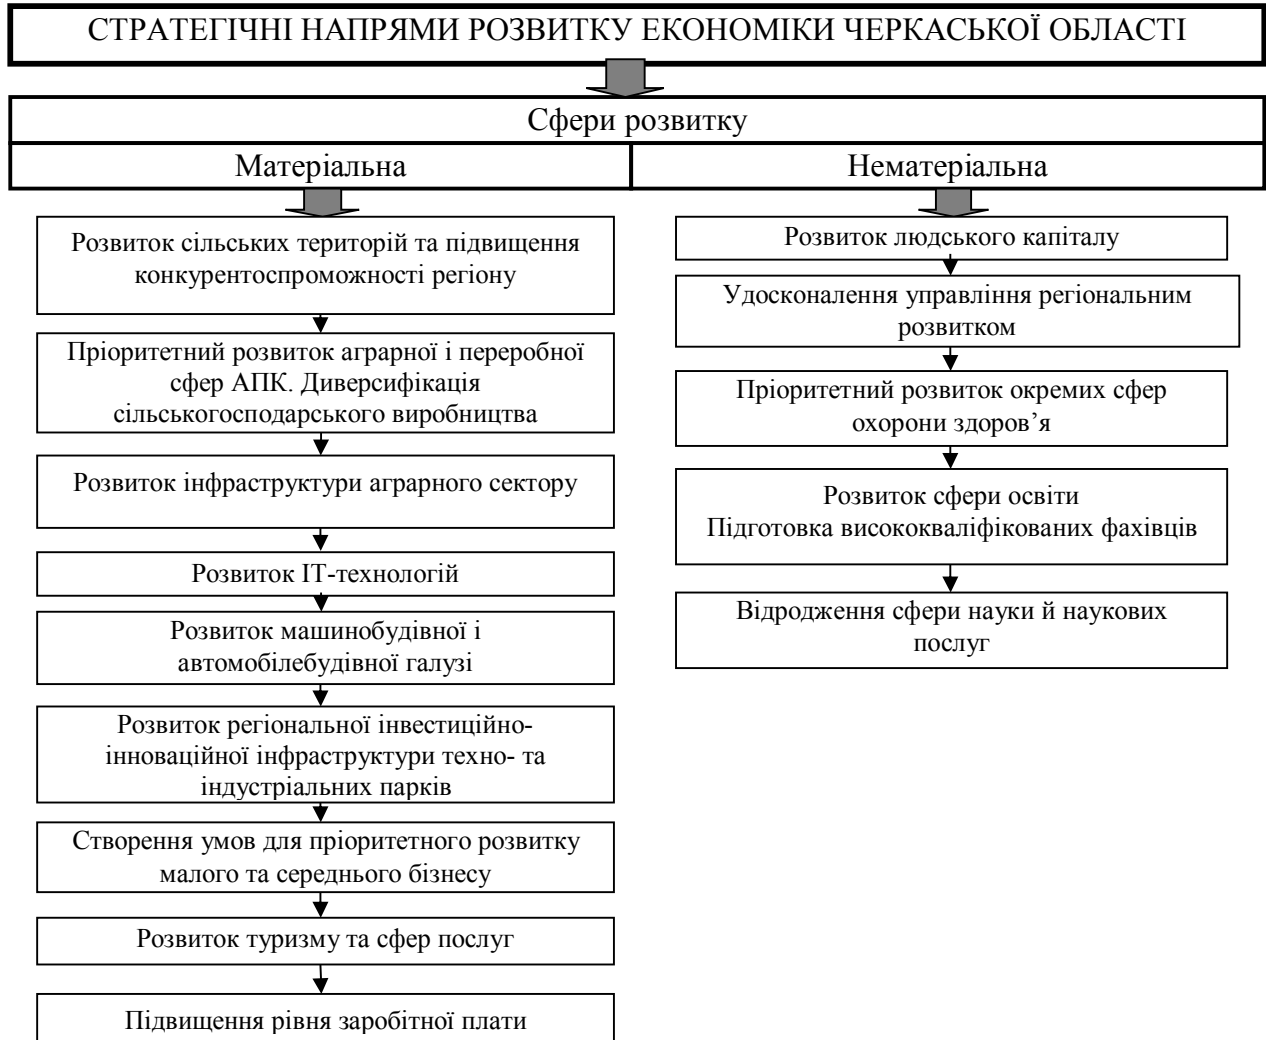 СТРАТЕГІЧНІ НАПРЯМИ РОЗВИТКУ ЕКОНОМІКИ ЧЕРКАСЬКОЇ ОБЛАСТІ
Сфери розвитку
Матеріальна
Розвиток сільських територій та підвищення
конкурентоспроможності регіону
Пріоритетний розвиток аграрної і переробної
сфер АПК. Диверсифікація
сільськогосподарського виробництва
Розвиток інфраструктури аграрного сектору
Розвиток ІТ-технологій
Розвиток машинобудівної і
автомобілебудівної галузі
Розвиток регіональної інвестиційно-
інноваційної інфраструктури техно- та
індустріальних парків
Створення умов для пріоритетного розвитку
малого та середнього бізнесу
Розвиток туризму та сфер послуг
Підвищення рівня заробітної плати
Нематеріальна
Розвиток людського капіталу
Удосконалення управління регіональним
розвитком
Пріоритетний розвиток окремих сфер
охорони здоров’я
Розвиток сфери освіти
Підготовка висококваліфікованих фахівців
Відродження сфери науки й наукових
послуг